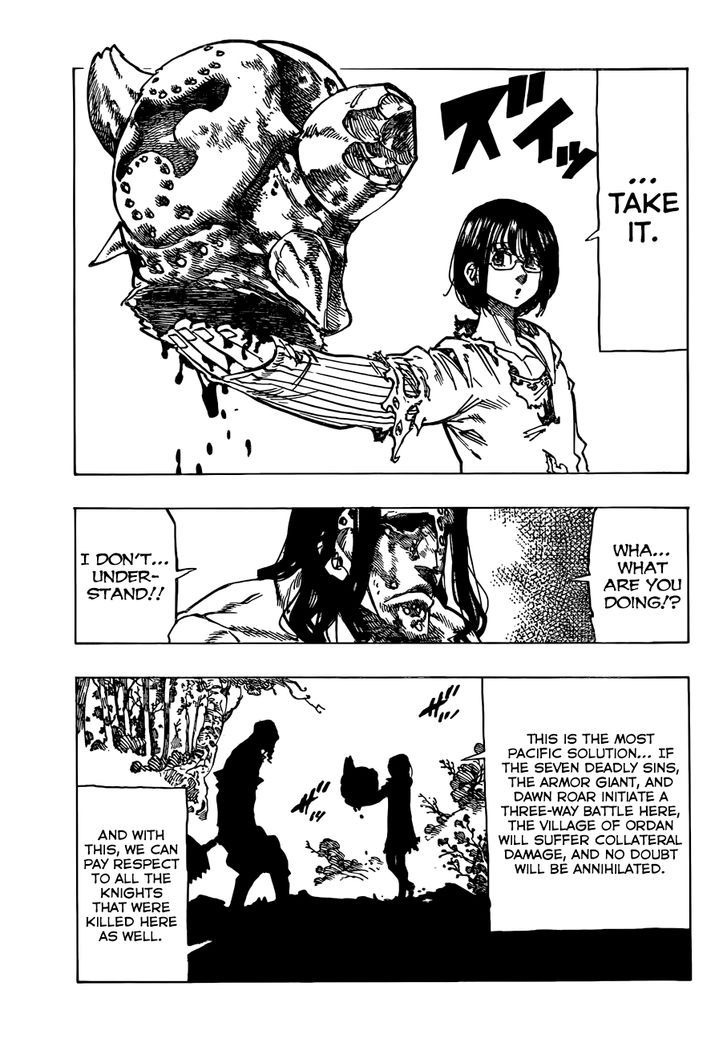 ...
TAKE
IT.
ズイッ
WHA...
WHAT
ARE YOU
DOING!?
I DON'T...
UNDER-
STAND!!
THIS IS THE MOST
PACIFIC SOLUTION... IF
THE SEVEN DEADLY SINS,
THE ARMOR GIANT, AND
DAWN ROAR INITIATE A
THREE-WAY BATTLE HERE,
THE VILLAGE OF ORDAN
WILL SUFFER COLLATERAL
DAMAGE, AND NO DOUBT
WILL BE ANNIHILATED.
AND WITH
THIS, WE CAN
PAY RESPECT
TO ALL THE
KNIGHTS
THAT WERE
KILLED HERE
AS WELL.